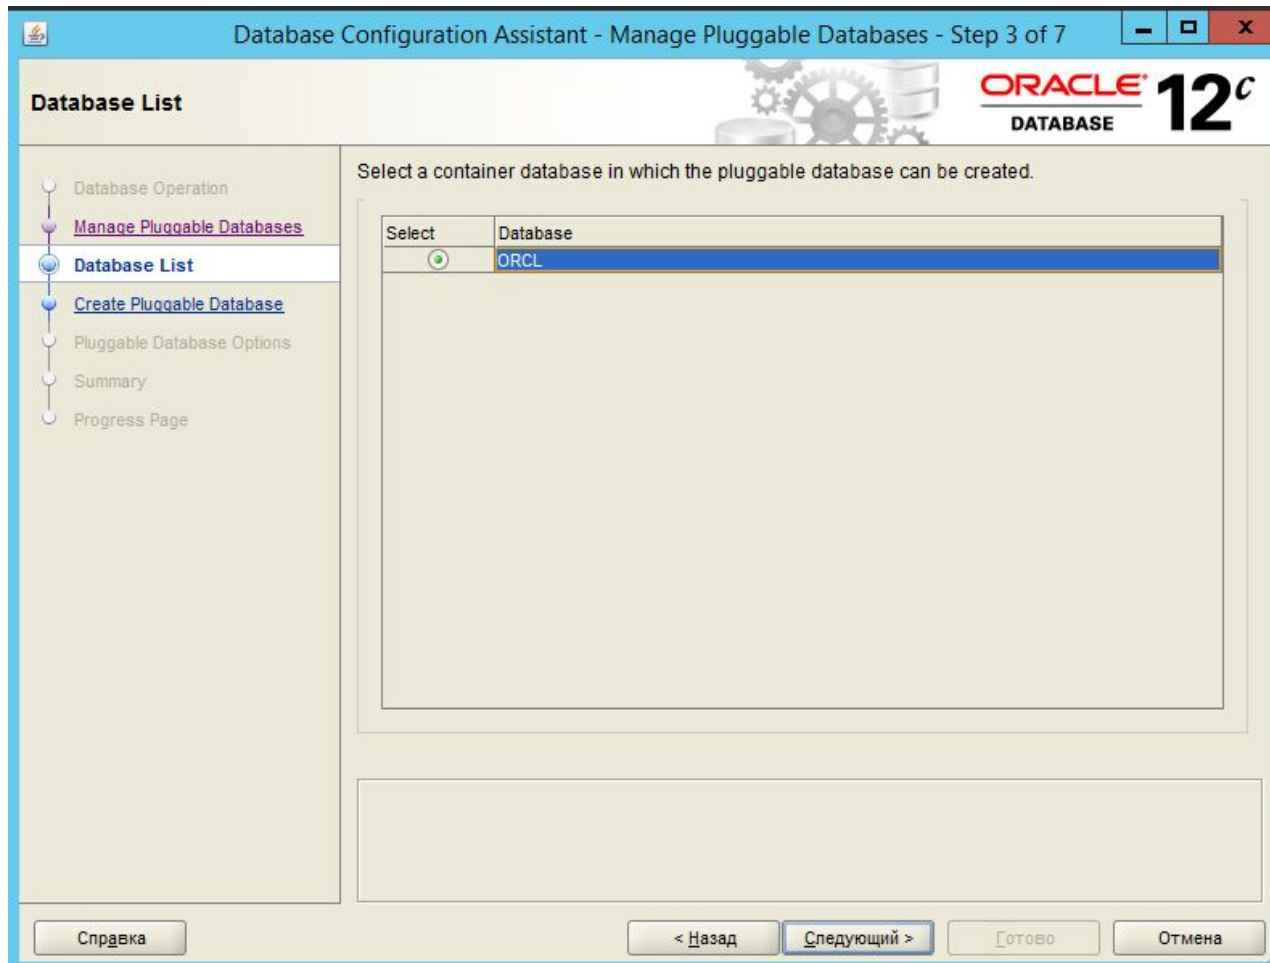 Database Configuration Assistant - Manage Pluggable Databases - Step 3 of 7
Database List
ORACLE
DATABASE
12c
Database Operation
Manage Pluggable Databases
Database List
Create Pluggable Database
Pluggable Database Options
Summary
Progress Page
Select a container database in which the pluggable database can be created.
Select Database
ORCL
Справка
< Назад
Следующий >
Готово
Отмена